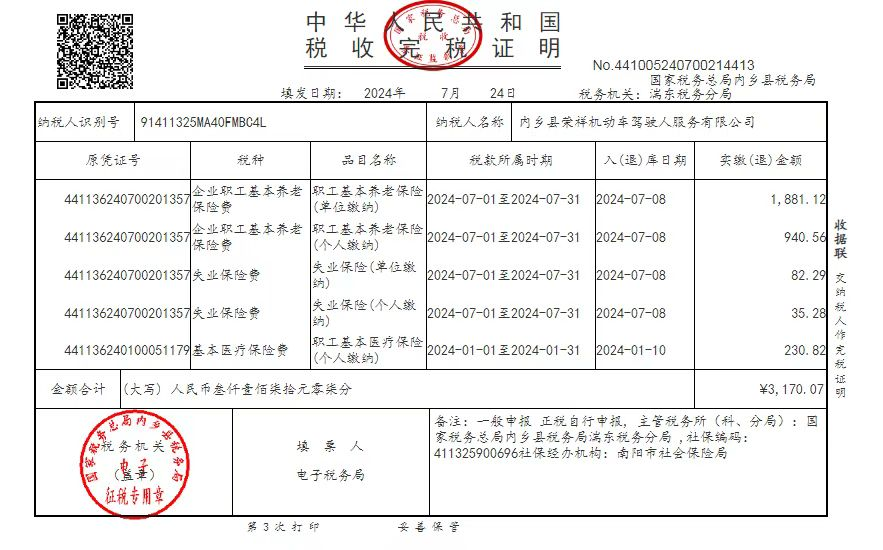 中华人民共和国
税收完税证明
No.441005240700214413
填发日期： 2024年 7月 24日
国家税务总局内乡县税务局
税务机关：湍东税务分局
纳税人识别号 91411325MA40FMBC4L 纳税人名称 内乡县荣祥机动车驾驶人服务有限公司
原凭证号 税种 品目名称 税款所属时期 入(退)库日期 实缴(退)金额
441136240700201357 企业职工基本养老保险费 职工基本养老保险(单位缴纳) 2024-07-01至2024-07-31 2024-07-08 1,881.12
441136240700201357 企业职工基本养老保险费 职工基本养老保险(个人缴纳) 2024-07-01至2024-07-31 2024-07-08 940.56
441136240700201357 失业保险费 失业保险(单位缴纳) 2024-07-01至2024-07-31 2024-07-08 82.29
441136240700201357 失业保险费 失业保险(个人缴纳) 2024-07-01至2024-07-31 2024-07-08 35.28
441136240100051179 基本医疗保险费 职工基本医疗保险(个人缴纳) 2024-01-01至2024-01-31 2024-01-10 230.82
金额合计 (大写) 人民币叁仟壹佰柒拾元零柒分 ¥3,170.07
收据联 交纳税人作完税证明
国家税务总局内乡县税务局
税务机关
电子
(盖章)
征税专用章
填票人
电子税务局
备注：一般申报 正税自行申报, 主管税务所（科、分局）：国
家税务总局内乡县税务局湍东税务分局 ,社保编码：
411325900696社保经办机构：南阳市社会保险局
第3次打印 妥善保管